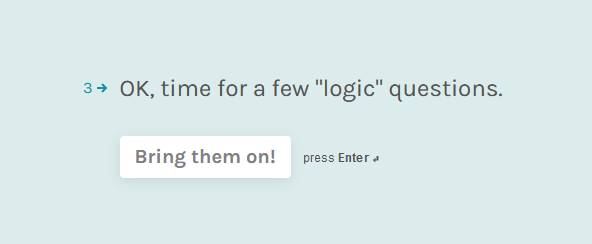 3→ OK, time for a few "logic" questions.
Bring them on! press Enter ↵